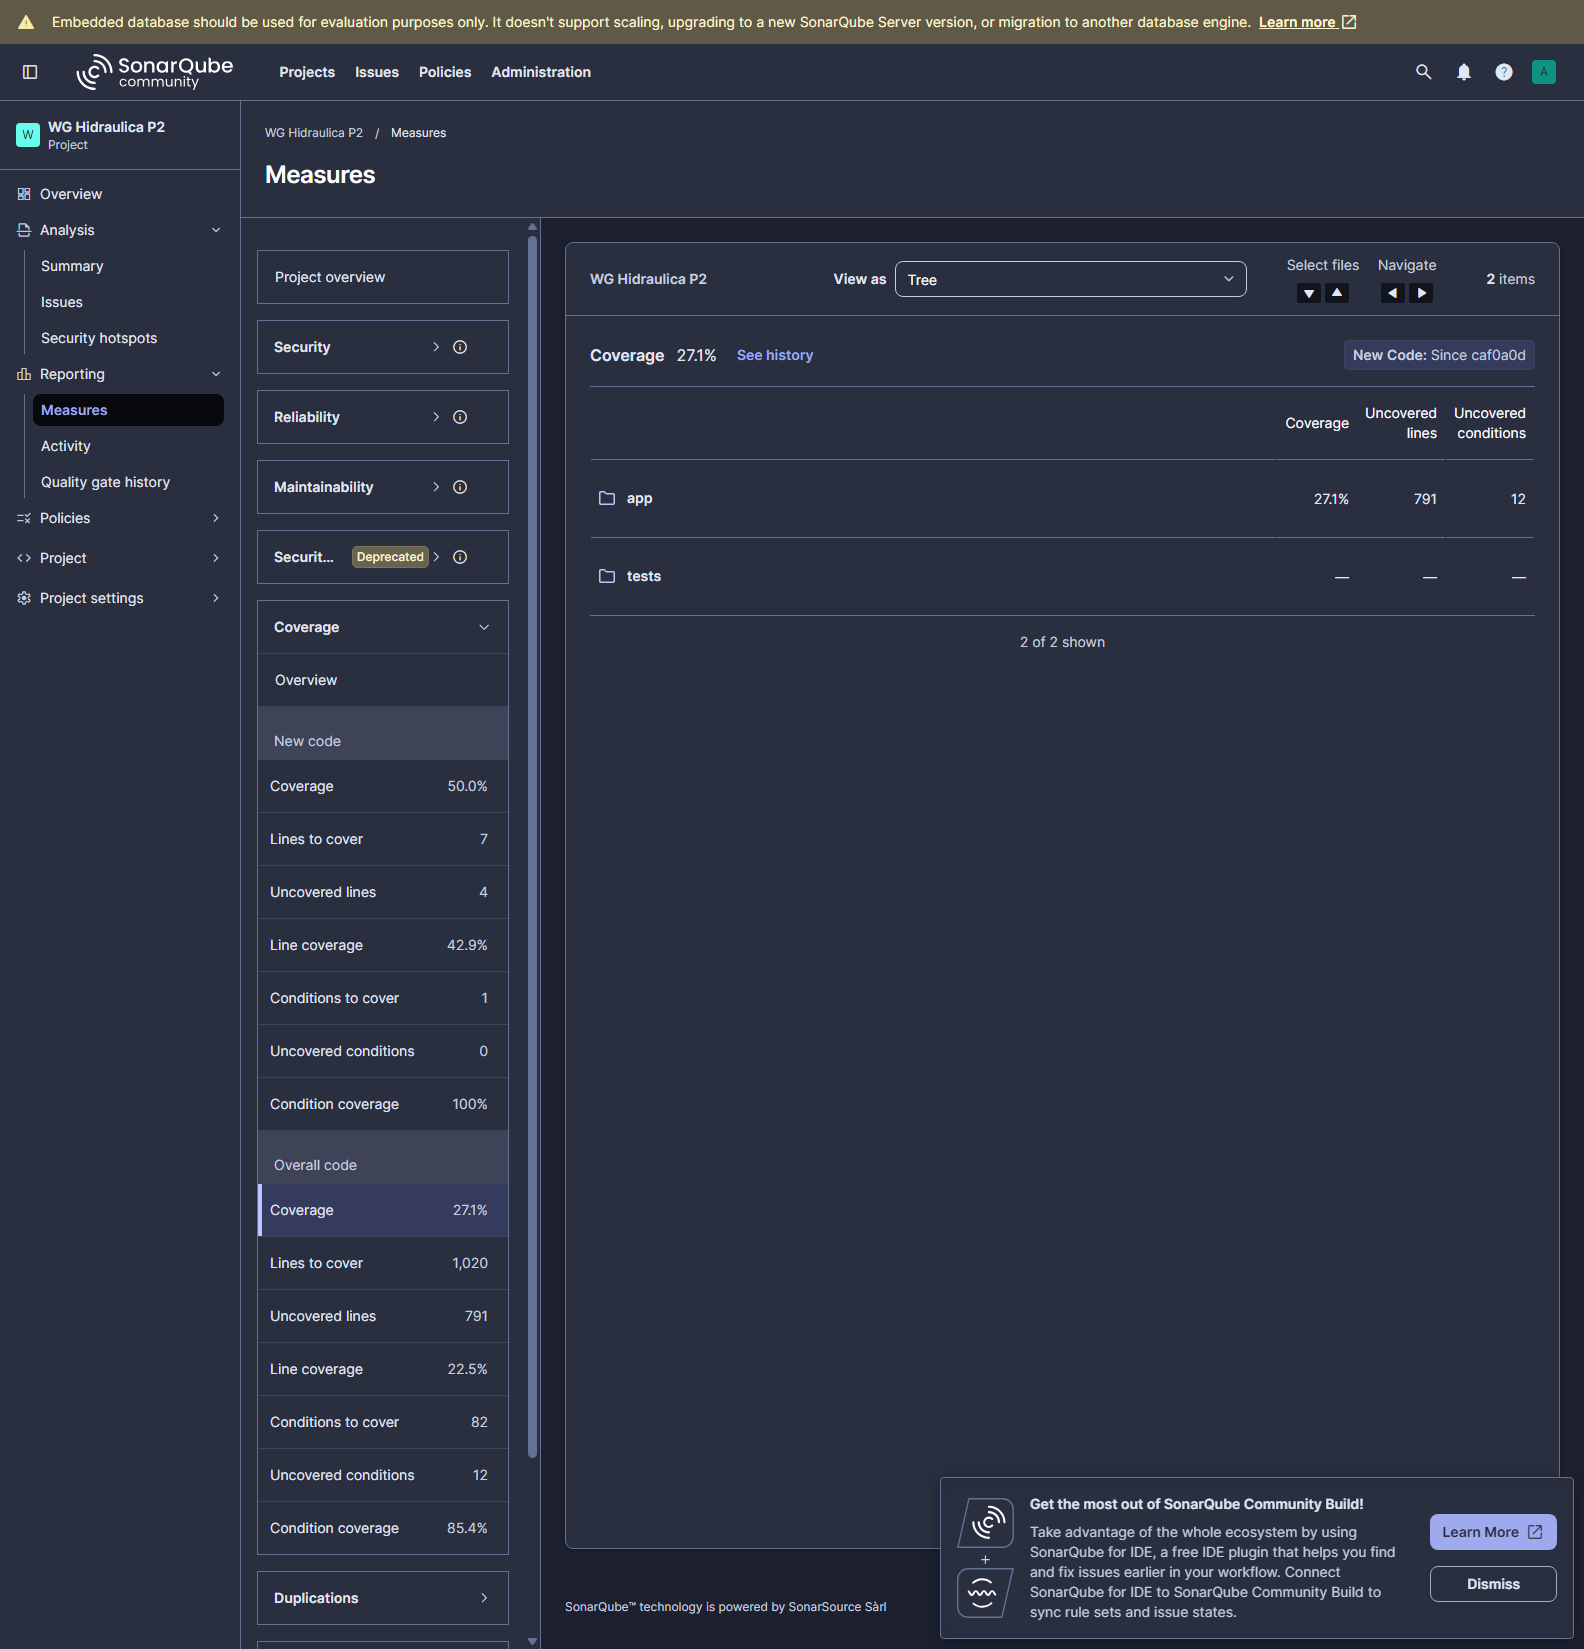 Embedded database should be used for evaluation purposes only. It doesn't support scaling, upgrading to a new SonarQube Server version, or migration to another database engine. Learn more
SonarQube community
Projects Issues Policies Administration
A
W
WG Hidraulica P2
Project
Overview
Analysis
Summary
Issues
Security hotspots
Reporting
Measures
Activity
Quality gate history
Policies
Project
Project settings
WG Hidraulica P2 / Measures
Measures
Project overview
Security
Reliability
Maintainability
Securit... Deprecated
Coverage
Overview
New code
Coverage 50.0%
Lines to cover 7
Uncovered lines 4
Line coverage 42.9%
Conditions to cover 1
Uncovered conditions 0
Condition coverage 100%
Overall code
Coverage 27.1%
Lines to cover 1,020
Uncovered lines 791
Line coverage 22.5%
Conditions to cover 82
Uncovered conditions 12
Condition coverage 85.4%
Duplications
WG Hidraulica P2 View as Tree Select files Navigate 2 items
Coverage 27.1% See history New Code: Since caf0a0d
Coverage Uncovered lines Uncovered conditions
app 27.1% 791 12
tests — — —
2 of 2 shown
SonarQube™ technology is powered by SonarSource Sàrl
Get the most out of SonarQube Community Build!
Take advantage of the whole ecosystem by using
SonarQube for IDE, a free IDE plugin that helps you find
and fix issues earlier in your workflow. Connect
SonarQube for IDE to SonarQube Community Build to
sync rule sets and issue states.
Learn More
Dismiss